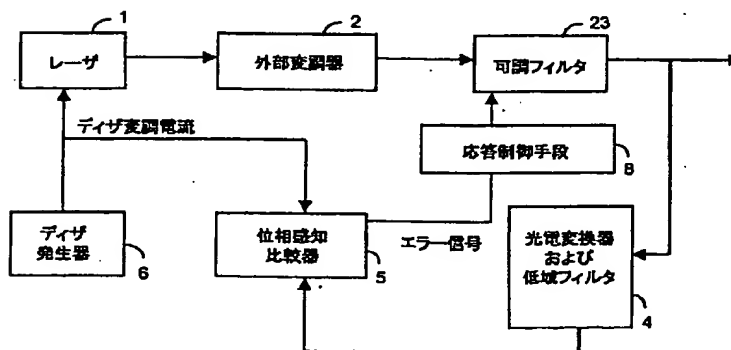 1
レーザ
2
外部変調器
23
可調フィルタ
ディザ変調電流
応答制御手段
8
ディザ
発生器
6
位相感知
比較器
5
エラー信号
光電変換器
および
低域フィルタ
4